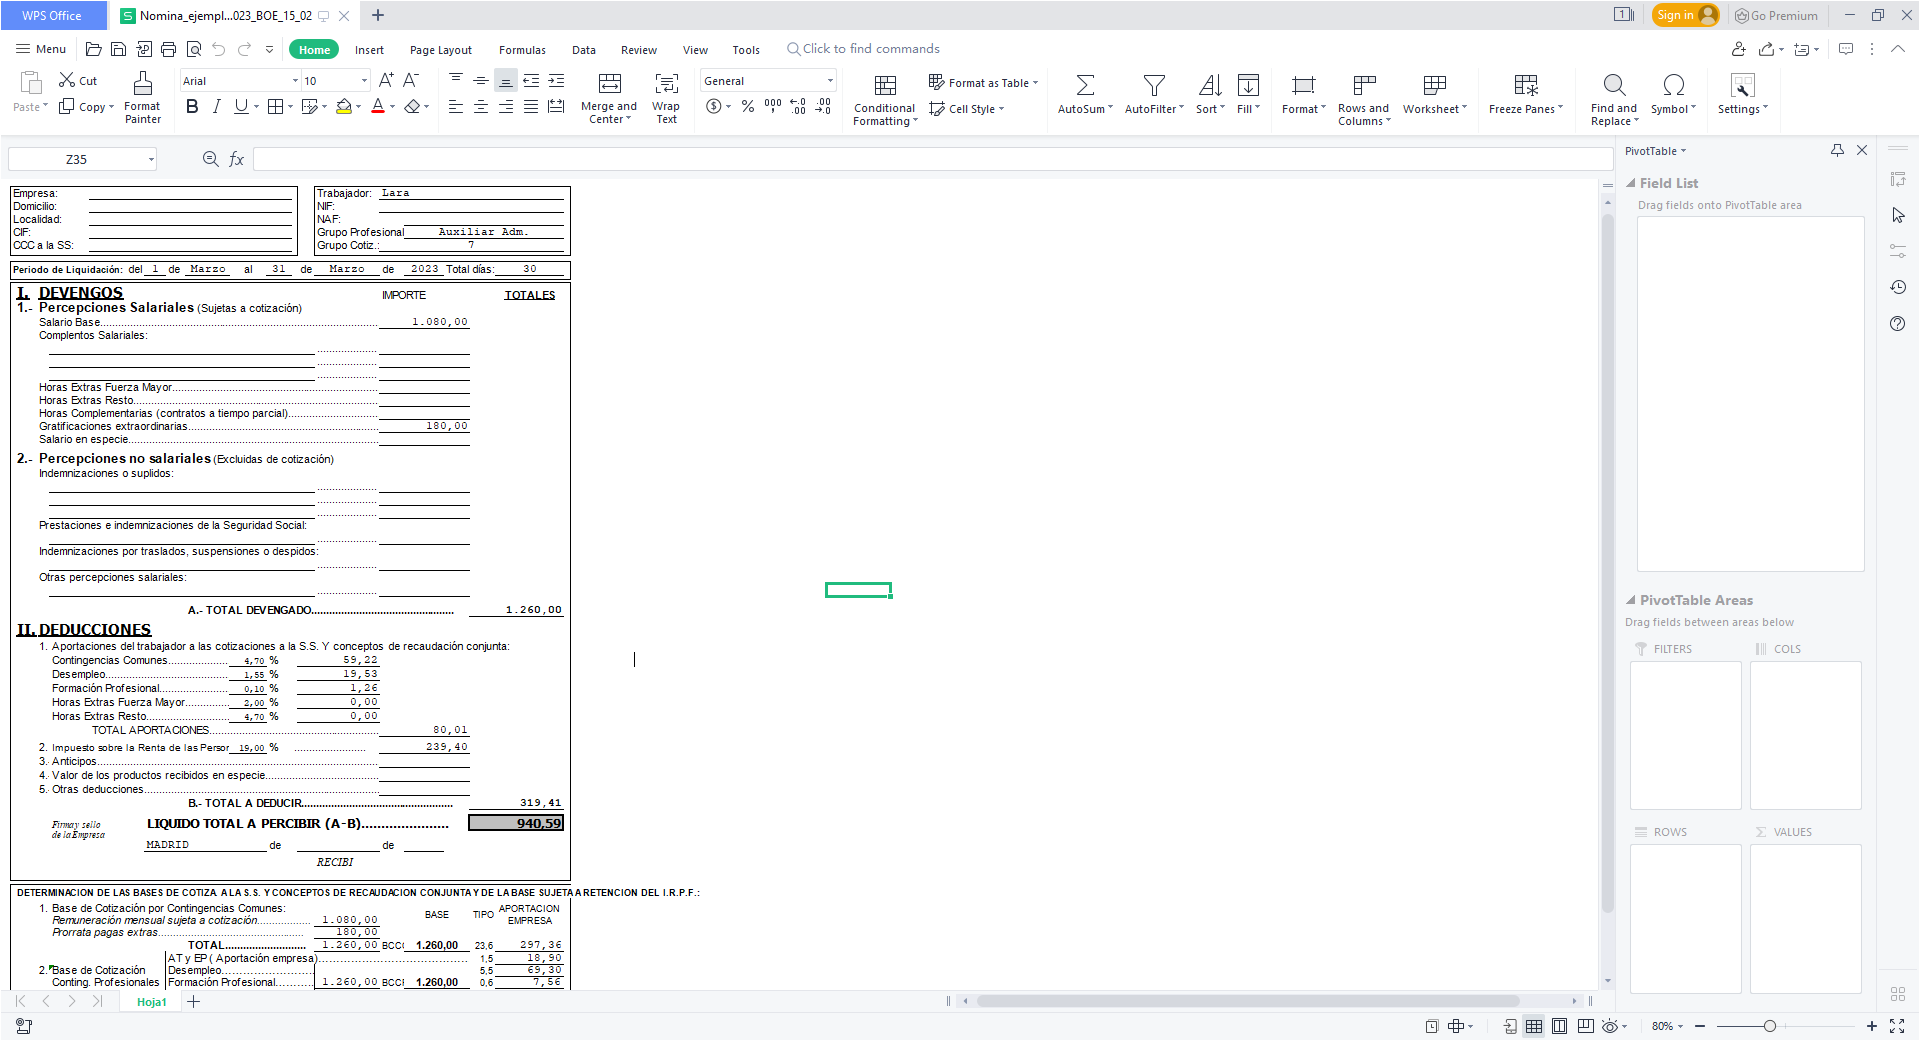 WPS Office
Nomina_ejempl...023_BOE_15_02
1
Sign in
Go Premium
Menu
Home
Insert
Page Layout
Formulas
Data
Review
View
Tools
Click to find commands
Paste
Cut
Copy
Format Painter
Arial
10
B I U
A
Merge and Center
Wrap Text
General
Conditional Formatting
Format as Table
Cell Style
AutoSum
AutoFilter
Sort
Fill
Format
Rows and Columns
Worksheet
Freeze Panes
Find and Replace
Symbol
Settings
Z35
fx
PivotTable
Field List
Drag fields onto PivotTable area
PivotTable Areas
Drag fields between areas below
FILTERS
COLS
ROWS
VALUES
Empresa:
Domicilio:
Localidad:
CIF:
CCC a la SS:
Trabajador: Lara
NIF:
NAF:
Grupo Profesional Auxiliar Adm.
Grupo Cotiz.: 7
Periodo de Liquidación: del 1 de Marzo al 31 de Marzo de 2023 Total días: 30
I. DEVENGOS IMPORTE TOTALES
1.- Percepciones Salariales (Sujetas a cotización)
Salario Base 1.080,00
Complentos Salariales:
Horas Extras Fuerza Mayor
Horas Extras Resto
Horas Complementarias (contratos a tiempo parcial)
Gratificaciones extraordinarias 180,00
Salario en especie
2.- Percepciones no salariales (Excluidas de cotización)
Indemnizaciones o suplidos:
Prestaciones e indemnizaciones de la Seguridad Social:
Indemnizaciones por traslados, suspensiones o despidos:
Otras percepciones salariales:
A.- TOTAL DEVENGADO 1.260,00
II. DEDUCCIONES
1. Aportaciones del trabajador a las cotizaciones a la S.S. Y conceptos de recaudación conjunta:
Contingencias Comunes 4,70 % 59,22
Desempleo 1,55 % 19,53
Formación Profesional 0,10 % 1,26
Horas Extras Fuerza Mayor 2,00 % 0,00
Horas Extras Resto 4,70 % 0,00
TOTAL APORTACIONES 80,01
2. Impuesto sobre la Renta de las Persor 19,00 % 239,40
3.- Anticipos
4.- Valor de los productos recibidos en especie
5.- Otras deducciones
B.- TOTAL A DEDUCIR 319,41
Firma y sello de la Empresa
LIQUIDO TOTAL A PERCIBIR (A-B) 940,59
MADRID de de
RECIBI
DETERMINACION DE LAS BASES DE COTIZA. A LA S.S. Y CONCEPTOS DE RECAUDACION CONJUNTA Y DE LA BASE SUJETA A RETENCION DEL I.R.P.F.:
1. Base de Cotización por Contingencias Comunes: BASE TIPO APORTACION EMPRESA
Remuneración mensual sujeta a cotización 1.080,00
Prorrata pagas extras 180,00
TOTAL 1.260,00 BCC 1.260,00 23,6 297,36
AT y EP ( Aportación empresa) 1,5 18,90
2. Base de Cotización Desempleo 5,5 69,30
Conting. Profesionales Formación Profesional 1.260,00 BCC 1.260,00 0,6 7,56
Hoja1
80%